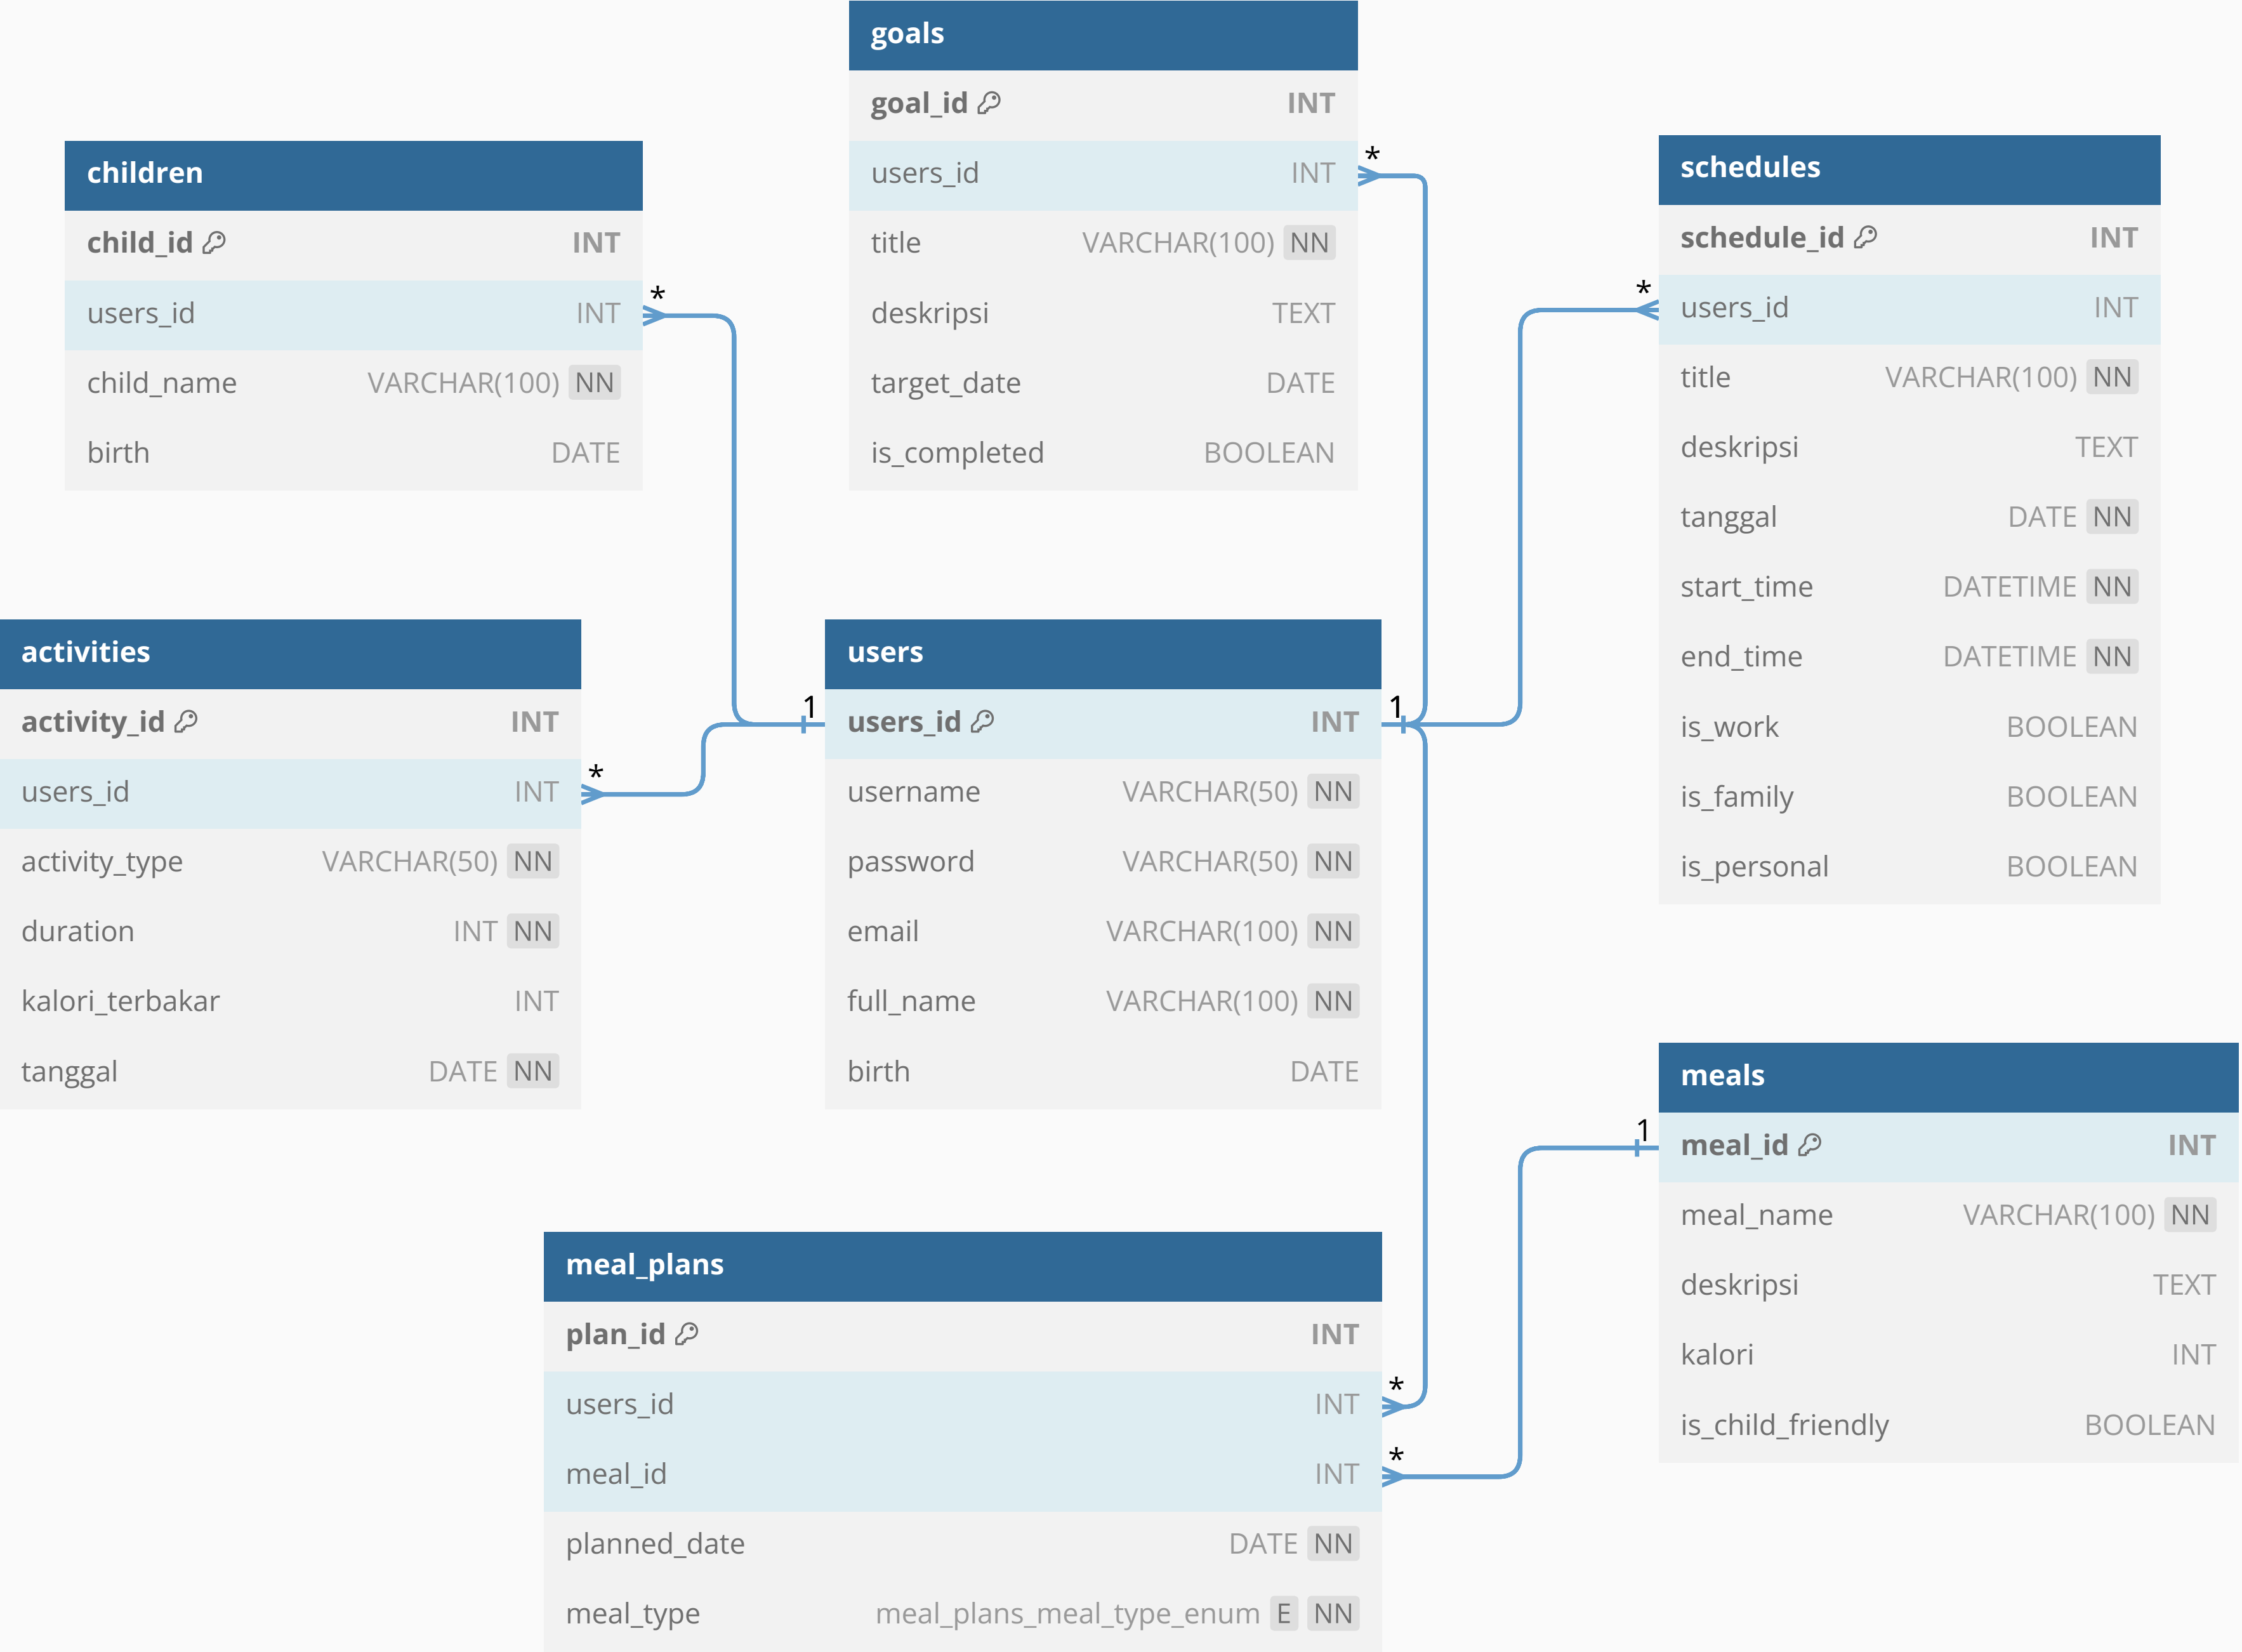 goals
goal_id INT
users_id INT
title VARCHAR(100) NN
deskripsi TEXT
target_date DATE
is_completed BOOLEAN
children
child_id INT
users_id INT
child_name VARCHAR(100) NN
birth DATE
schedules
schedule_id INT
users_id INT
title VARCHAR(100) NN
deskripsi TEXT
tanggal DATE NN
start_time DATETIME NN
end_time DATETIME NN
is_work BOOLEAN
is_family BOOLEAN
is_personal BOOLEAN
activities
activity_id INT
users_id INT
activity_type VARCHAR(50) NN
duration INT NN
kalori_terbakar INT
tanggal DATE NN
users
users_id INT
username VARCHAR(50) NN
password VARCHAR(50) NN
email VARCHAR(100) NN
full_name VARCHAR(100) NN
birth DATE
meals
meal_id INT
meal_name VARCHAR(100) NN
deskripsi TEXT
kalori INT
is_child_friendly BOOLEAN
meal_plans
plan_id INT
users_id INT
meal_id INT
planned_date DATE NN
meal_type meal_plans_meal_type_enum E NN
*
*
*
*
1
1
1
*
*